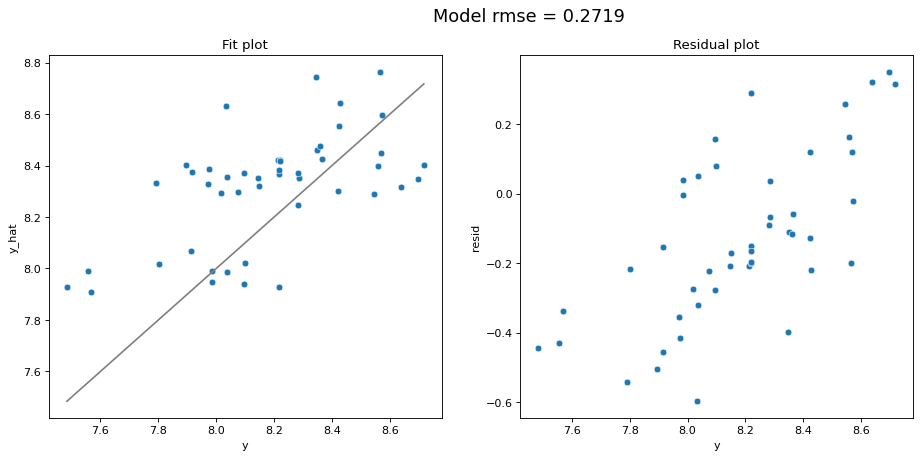 Model rmse = 0.2719
Fit plot
8.8
8.6
8.4
8.2
8.0
7.8
7.6
y_hat
7.6 7.8 8.0 8.2 8.4 8.6
y
Residual plot
0.2
0.0
−0.2
−0.4
−0.6
resid
7.6 7.8 8.0 8.2 8.4 8.6
y